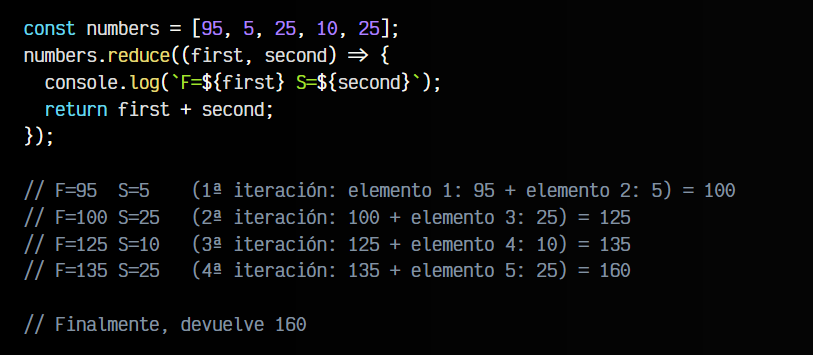 const numbers = [95, 5, 25, 10, 25];
numbers.reduce((first, second) => {
  console.log(`F=${first} S=${second}`);
  return first + second;
});

// F=95  S=5    (1ª iteración: elemento 1: 95 + elemento 2: 5) = 100
// F=100 S=25   (2ª iteración: 100 + elemento 3: 25) = 125
// F=125 S=10   (3ª iteración: 125 + elemento 4: 10) = 135
// F=135 S=25   (4ª iteración: 135 + elemento 5: 25) = 160

// Finalmente, devuelve 160